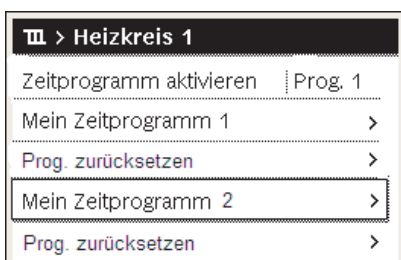 > Heizkreis 1
Zeitprogramm aktivieren Prog. 1
Mein Zeitprogramm 1 >
Prog. zurücksetzen >
Mein Zeitprogramm 2 >
Prog. zurücksetzen >